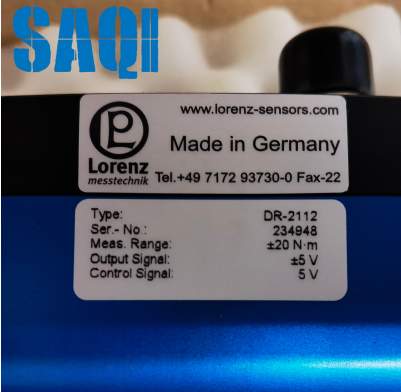 SAQI
www.lorenz-sensors.com
Made in Germany
Lorenz
messtechnik
Tel.+49 7172 93730-0 Fax-22
Type: DR-2112
Ser.- No.: 234948
Meas. Range: ±20 N·m
Output Signal: ±5 V
Control Signal: 5 V